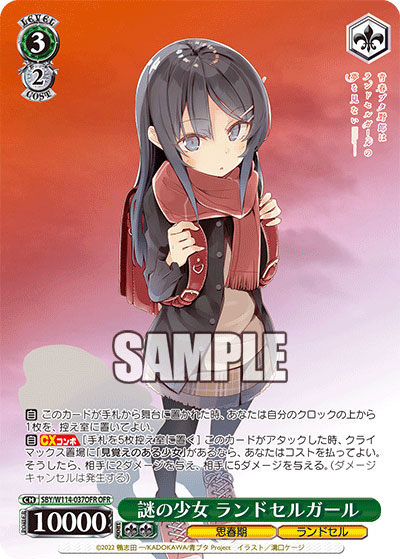 LEVEL
3
2
COST
青春ブタ野郎は
ランドセルガールの
夢を見ない
SAMPLE
自 このカードが手札から舞台に置かれた時、あなたは自分のクロックの上から
1枚を、控え室に置いてよい。
自 CXコンボ [手札を5枚控え室に置く] このカードがアタックした時、クライ
マックス置場に「見覚えのある少女」があるなら、あなたはコストを払ってよい。
そうしたら、相手に2ダメージを与え、相手に5ダメージを与える。(ダメージ
キャンセルは発生する)
CH SBY/W114-037OFR OFR
謎の少女 ランドセルガール
10000
思春期
ランドセル
©2022 鴨志田 一/KADOKAWA/青ブタ Project イラスト/溝口ケージ